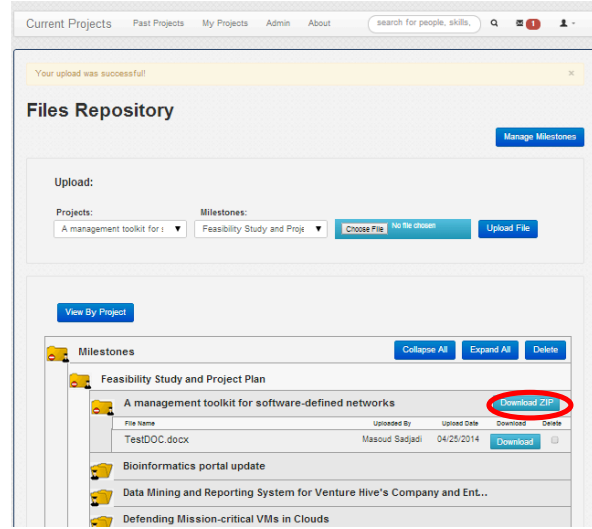 Current Projects Past Projects My Projects Admin About search for people, skills, 1
Your upload was successful! ×
Files Repository
Manage Milestones
Upload:
Projects: Milestones:
A management toolkit for s Feasibility Study and Proje Choose File No file chosen Upload File
View By Project
Milestones Collapse All Expand All Delete
Feasibility Study and Project Plan
A management toolkit for software-defined networks Download ZIP
File Name Uploaded By Upload Date Download Delete
TestDOC.docx Masoud Sadjadi 04/25/2014 Download
Bioinformatics portal update
Data Mining and Reporting System for Venture Hive's Company and Ent...
Defending Mission-critical VMs in Clouds